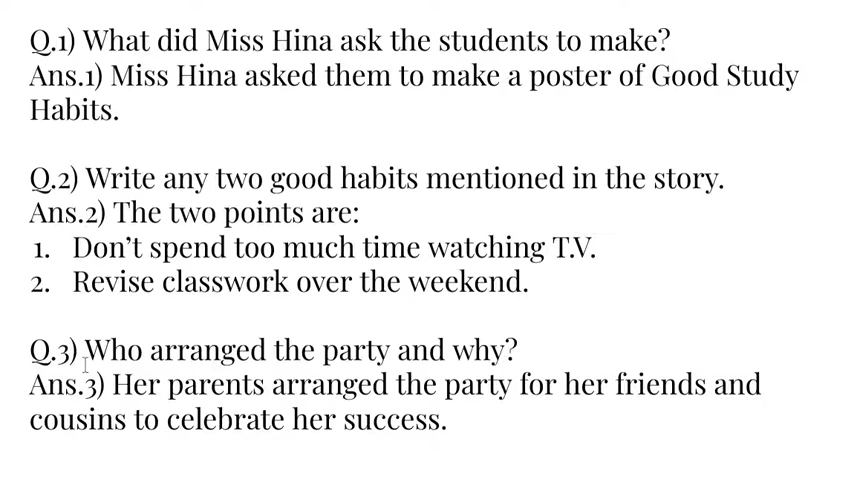 Q.1) What did Miss Hina ask the students to make?
Ans.1) Miss Hina asked them to make a poster of Good Study
Habits.
Q.2) Write any two good habits mentioned in the story.
Ans.2) The two points are:
1. Don’t spend too much time watching T.V.
2. Revise classwork over the weekend.
Q.3) Who arranged the party and why?
Ans.3) Her parents arranged the party for her friends and
cousins to celebrate her success.